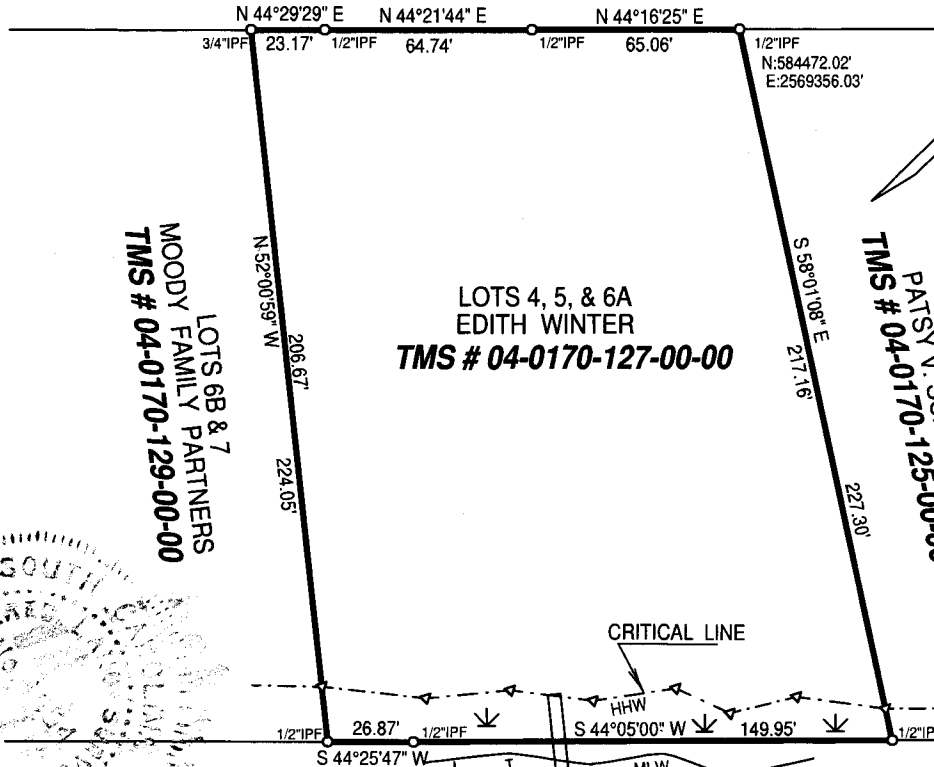 N 44°29'29" E
N 44°21'44" E
N 44°16'25" E
3/4"IPF
23.17'
1/2"IPF
64.74'
1/2"IPF
65.06'
1/2"IPF
N:584472.02'
E:2569356.03'
N 52°00'59" W
206.67'
224.05'
LOTS 6B & 7
MOODY FAMILY PARTNERS
TMS # 04-0170-129-00-00
LOTS 4, 5, & 6A
EDITH WINTER
TMS # 04-0170-127-00-00
S 58°01'08" E
217.16'
227.30'
PATSY V.
TMS # 04-0170-125-00-
SOUTH CAROLINA
CRITICAL LINE
HHW
1/2"IPF
26.87'
1/2"IPF
S 44°05'00" W
149.95'
1/2"IP
S 44°25'47" W
MLW